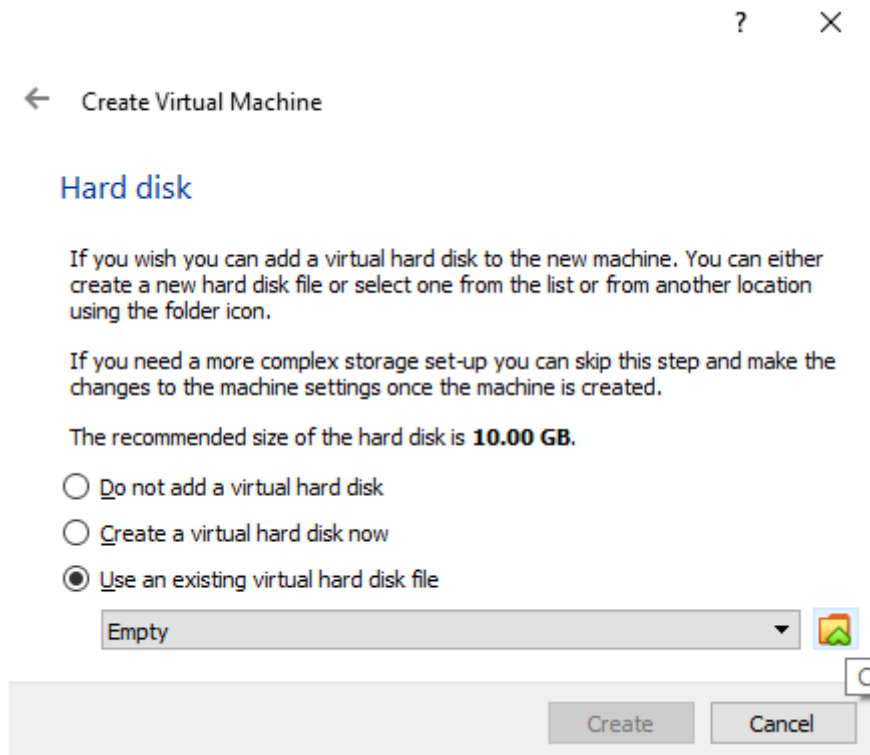 ?
Create Virtual Machine
Hard disk
If you wish you can add a virtual hard disk to the new machine. You can either
create a new hard disk file or select one from the list or from another location
using the folder icon.
If you need a more complex storage set-up you can skip this step and make the
changes to the machine settings once the machine is created.
The recommended size of the hard disk is 10.00 GB.
Do not add a virtual hard disk
Create a virtual hard disk now
Use an existing virtual hard disk file
Empty
Create Cancel